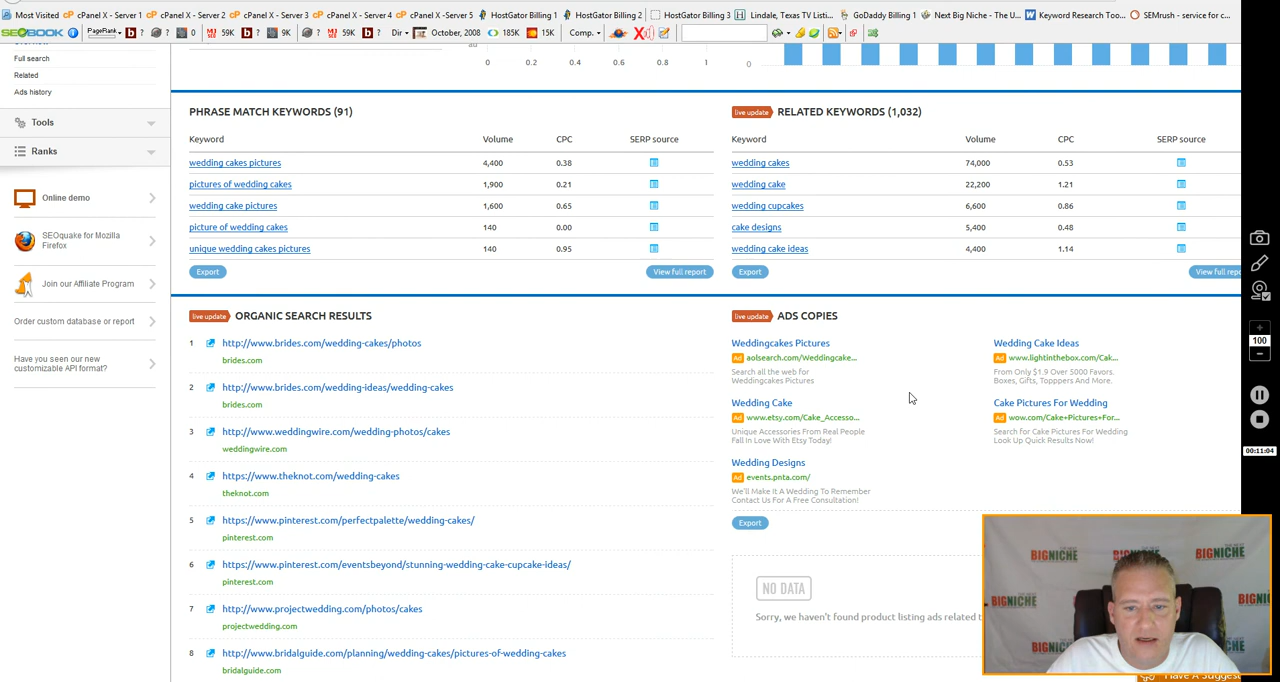 Most Visited cPanel X - Server 1 cPanel X - Server 2 cPanel X - Server 3 cPanel X - Server 4 cPanel X -Server 5 HostGator Billing 1 HostGator Billing 2 HostGator Billing 3 Lindale, Texas TV Listi... GoDaddy Billing 1 Next Big Niche - The U... Keyword Research Too... SEMrush - service for c...
SEOBOOK PageRank ? 0 59K ? 9K ? 59K ? Dir October, 2008 185K 15K Comp.
Full search
Related
Ads history
Tools
Ranks
Online demo
SEOquake for Mozilla
Firefox
Join our Affiliate Program
Order custom database or report
Have you seen our new
customizable API format?
0 0.2 0.4 0.6 0.8 1
0
PHRASE MATCH KEYWORDS (91)
Keyword Volume CPC SERP source
wedding cakes pictures 4,400 0.38
pictures of wedding cakes 1,900 0.21
wedding cake pictures 1,600 0.65
picture of wedding cakes 140 0.00
unique wedding cakes pictures 140 0.95
Export View full report
live update RELATED KEYWORDS (1,032)
Keyword Volume CPC SERP source
wedding cakes 74,000 0.53
wedding cake 22,200 1.21
wedding cupcakes 6,600 0.86
cake designs 5,400 0.48
wedding cake ideas 4,400 1.14
Export View full repo
live update ORGANIC SEARCH RESULTS
1 http://www.brides.com/wedding-cakes/photos
brides.com
2 http://www.brides.com/wedding-ideas/wedding-cakes
brides.com
3 http://www.weddingwire.com/wedding-photos/cakes
weddingwire.com
4 https://www.theknot.com/wedding-cakes
theknot.com
5 https://www.pinterest.com/perfectpalette/wedding-cakes/
pinterest.com
6 https://www.pinterest.com/eventsbeyond/stunning-wedding-cake-cupcake-ideas/
pinterest.com
7 http://www.projectwedding.com/photos/cakes
projectwedding.com
8 http://www.bridalguide.com/planning/wedding-cakes/pictures-of-wedding-cakes
bridalguide.com
live update ADS COPIES
Weddingcakes Pictures
Ad aolsearch.com/Weddingcake...
Search all the web for
Weddingcakes Pictures
Wedding Cake Ideas
Ad www.lightinthebox.com/Cak...
From Only $1.9 Over 5000 Favors.
Boxes, Gifts, Topppers And More.
Wedding Cake
Ad www.etsy.com/Cake_Accesso...
Unique Accessories From Real People
Fall In Love With Etsy Today!
Cake Pictures For Wedding
Ad wow.com/Cake+Pictures+For...
Search for Cake Pictures For Wedding
Look Up Quick Results Now!
Wedding Designs
Ad events.pnta.com/
We'll Make It A Wedding To Remember
Contact Us For A Free Consultation!
Export
NO DATA
Sorry, we haven't found product listing ads related t
100
00:11:04
BIGNICHE
BIGNICHE
BIGNICHE
Have A Suggest